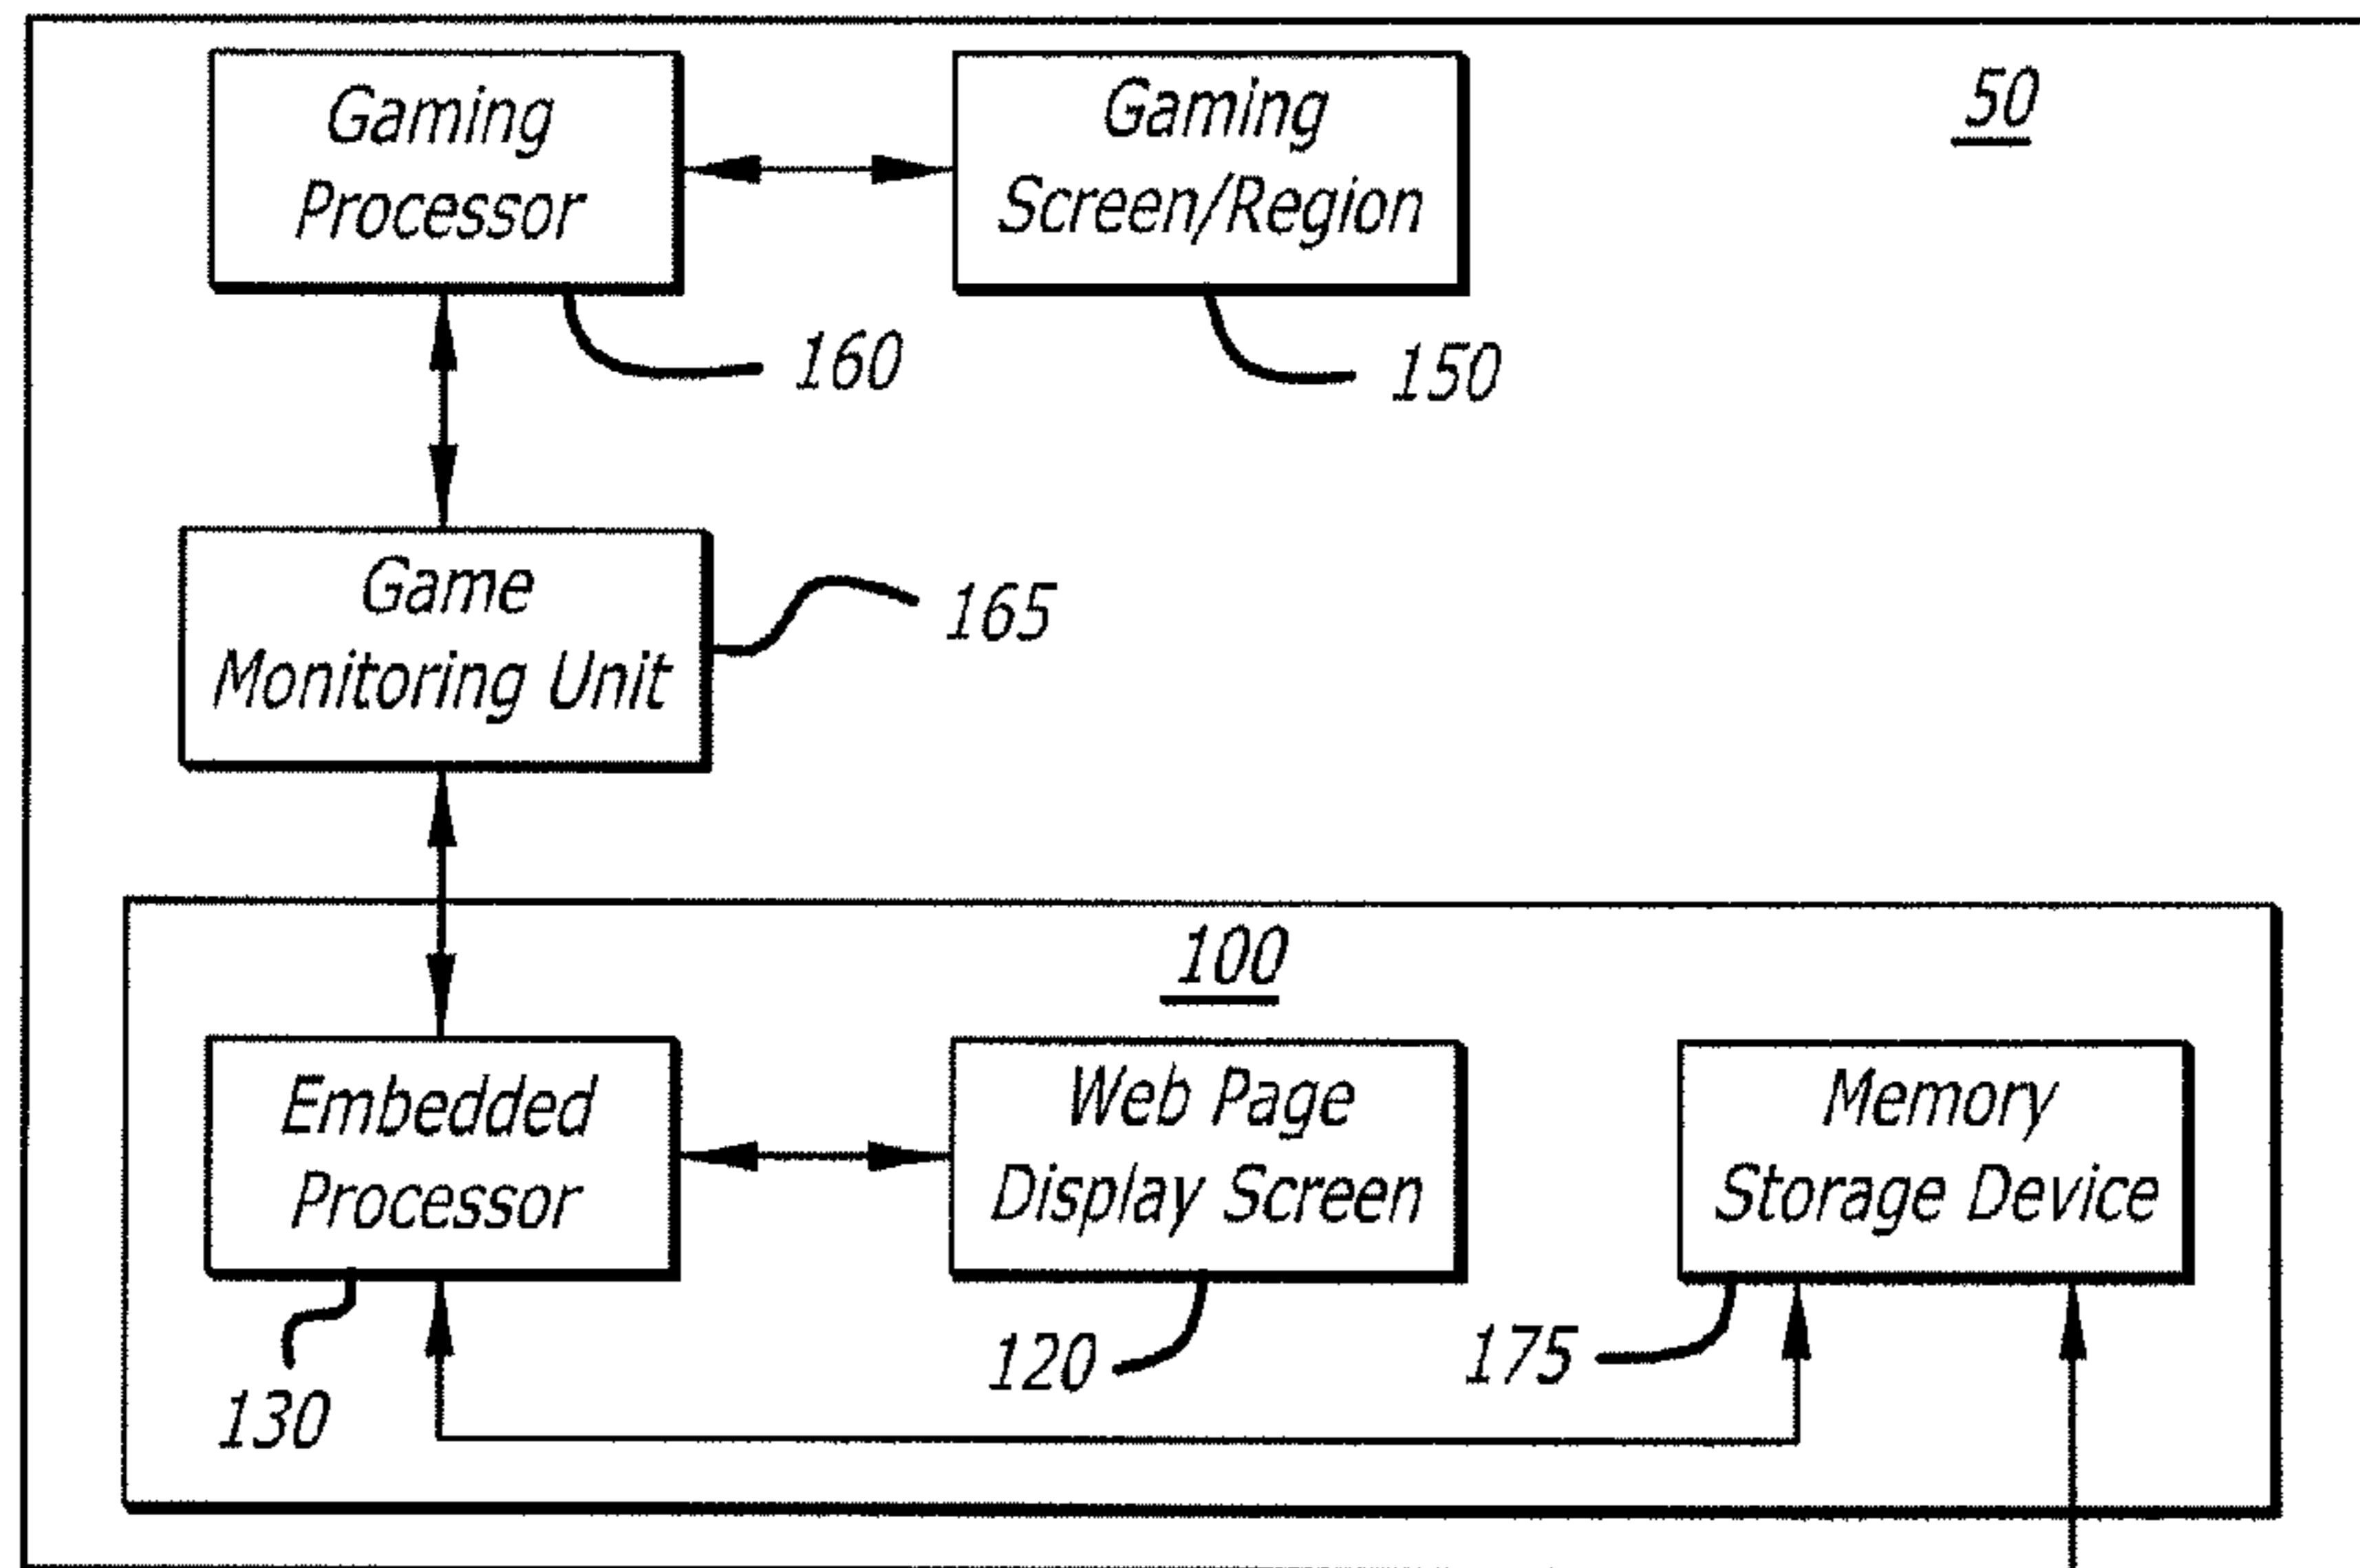 Gaming
Processor
Gaming
Screen/Region
50
160
150
Game
Monitoring Unit
165
100
Embedded
Processor
Web Page
Display Screen
Memory
Storage Device
130
120
175